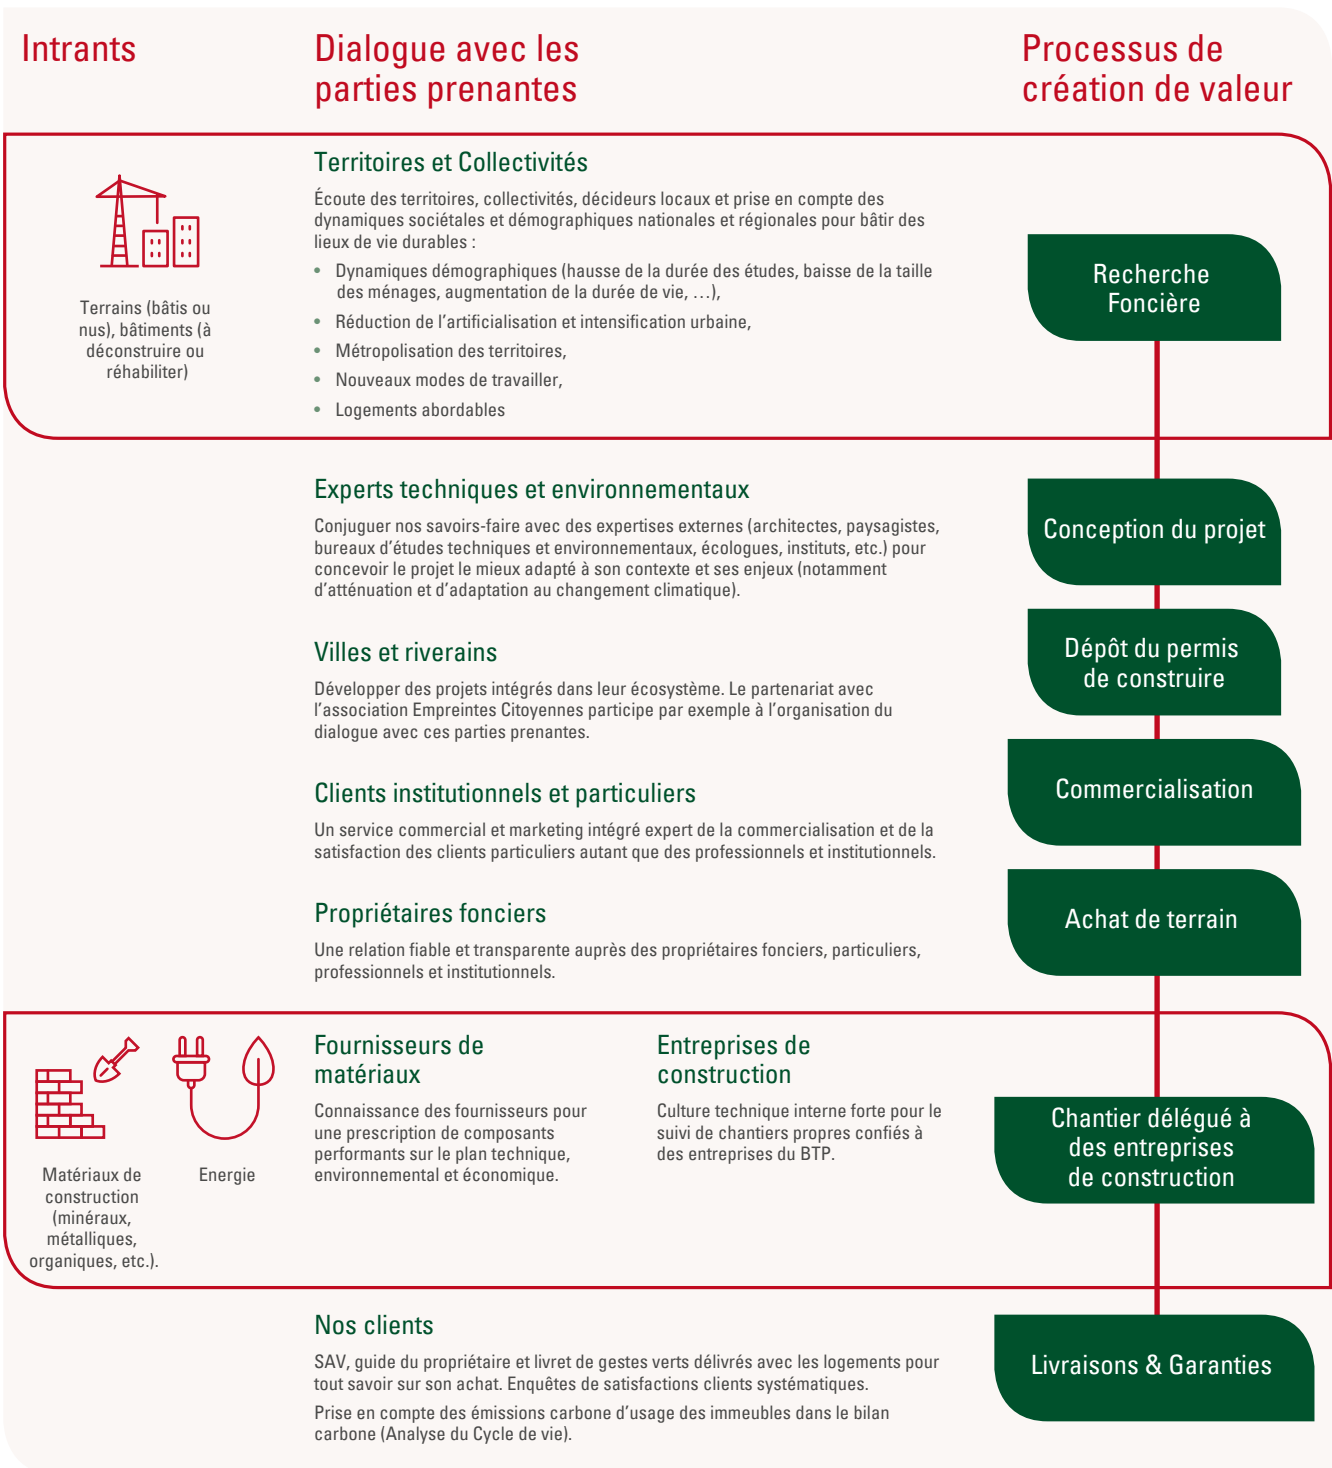 Intrants
Dialogue avec les
parties prenantes
Processus de
création de valeur
Terrains (bâtis ou
nus), bâtiments (à
déconstruire ou
réhabiliter)
Territoires et Collectivités
Écoute des territoires, collectivités, décideurs locaux et prise en compte des
dynamiques sociétales et démographiques nationales et régionales pour bâtir des
lieux de vie durables :
• Dynamiques démographiques (hausse de la durée des études, baisse de la taille
des ménages, augmentation de la durée de vie, …),
• Réduction de l'artificialisation et intensification urbaine,
• Métropolisation des territoires,
• Nouveaux modes de travailler,
• Logements abordables
Recherche
Foncière
Experts techniques et environnementaux
Conjuguer nos savoirs-faire avec des expertises externes (architectes, paysagistes,
bureaux d'études techniques et environnementaux, écologues, instituts, etc.) pour
concevoir le projet le mieux adapté à son contexte et ses enjeux (notamment
d'atténuation et d'adaptation au changement climatique).
Conception du projet
Villes et riverains
Développer des projets intégrés dans leur écosystème. Le partenariat avec
l'association Empreintes Citoyennes participe par exemple à l'organisation du
dialogue avec ces parties prenantes.
Dépôt du permis
de construire
Clients institutionnels et particuliers
Un service commercial et marketing intégré expert de la commercialisation et de la
satisfaction des clients particuliers autant que des professionnels et institutionnels.
Commercialisation
Propriétaires fonciers
Une relation fiable et transparente auprès des propriétaires fonciers, particuliers,
professionnels et institutionnels.
Achat de terrain
Matériaux de
construction
(minéraux,
métalliques,
organiques, etc.).
Energie
Fournisseurs de
matériaux
Connaissance des fournisseurs pour
une prescription de composants
performants sur le plan technique,
environnemental et économique.
Entreprises de
construction
Culture technique interne forte pour le
suivi de chantiers propres confiés à
des entreprises du BTP.
Chantier délégué à
des entreprises
de construction
Nos clients
SAV, guide du propriétaire et livret de gestes verts délivrés avec les logements pour
tout savoir sur son achat. Enquêtes de satisfactions clients systématiques.
Prise en compte des émissions carbone d'usage des immeubles dans le bilan
carbone (Analyse du Cycle de vie).
Livraisons & Garanties